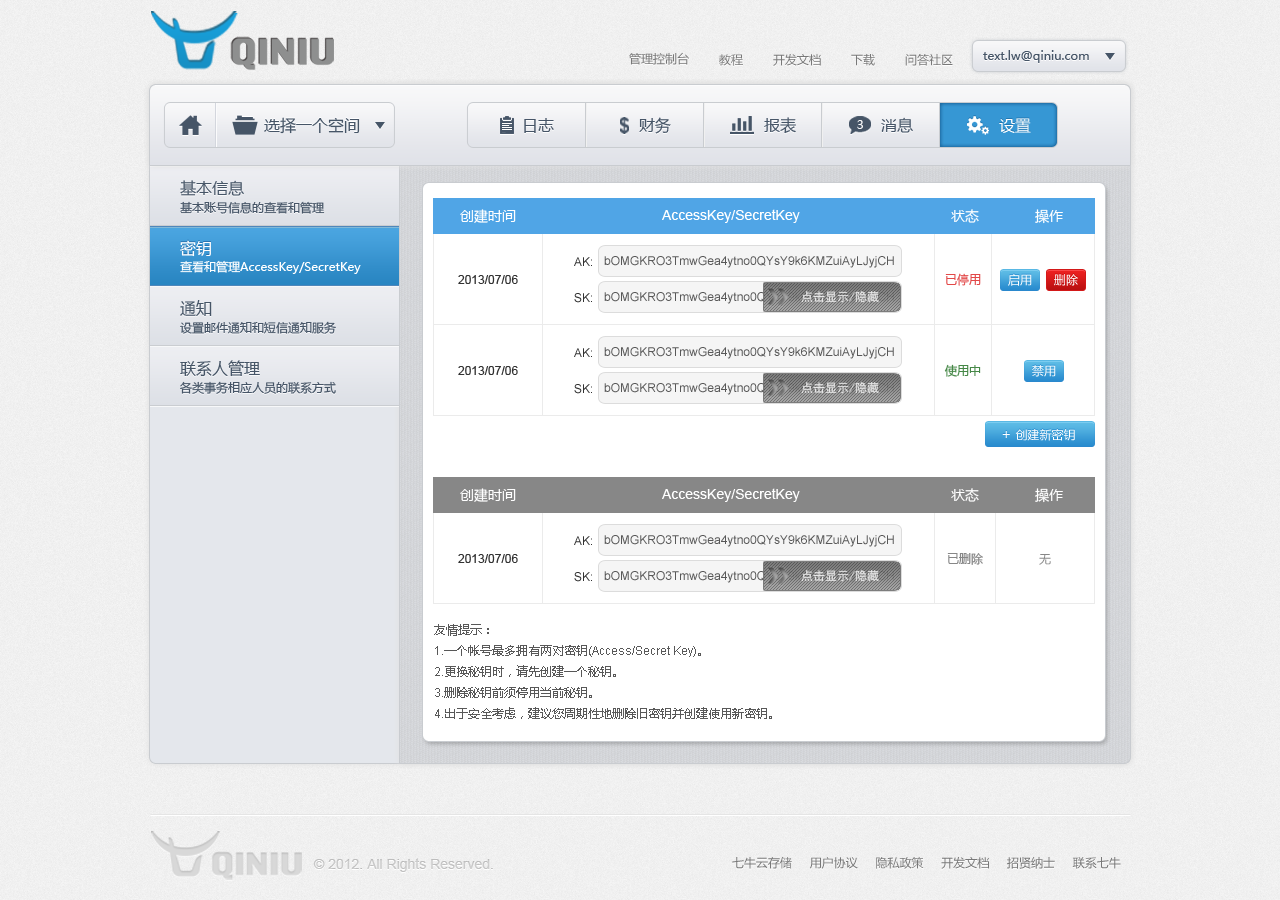 QINIU
管理控制台 教程 开发文档 下载 问答社区 text.lw@qiniu.com
选择一个空间 日志 财务 报表 3 消息 设置
基本信息
基本账号信息的查看和管理
密钥
查看和管理AccessKey/SecretKey
通知
设置邮件通知和短信通知服务
联系人管理
各类事务相应人员的联系方式
创建时间 AccessKey/SecretKey 状态 操作
2013/07/06 AK: bOMGKRO3TmwGea4ytno0QYsY9k6KMZuiAyLJyjCH 已停用 启用 删除
SK: bOMGKRO3TmwGea4ytno0Q 点击显示/隐藏
2013/07/06 AK: bOMGKRO3TmwGea4ytno0QYsY9k6KMZuiAyLJyjCH 使用中 禁用
SK: bOMGKRO3TmwGea4ytno0Q 点击显示/隐藏
+ 创建新密钥
创建时间 AccessKey/SecretKey 状态 操作
2013/07/06 AK: bOMGKRO3TmwGea4ytno0QYsY9k6KMZuiAyLJyjCH 已删除 无
SK: bOMGKRO3TmwGea4ytno0Q 点击显示/隐藏
友情提示：
1.一个帐号最多拥有两对密钥(Access/Secret Key)。
2.更换秘钥时，请先创建一个秘钥。
3.删除秘钥前须停用当前秘钥。
4.出于安全考虑，建议您周期性地删除旧密钥并创建使用新密钥。
QINIU © 2012. All Rights Reserved. 七牛云存储 用户协议 隐私政策 开发文档 招贤纳士 联系七牛